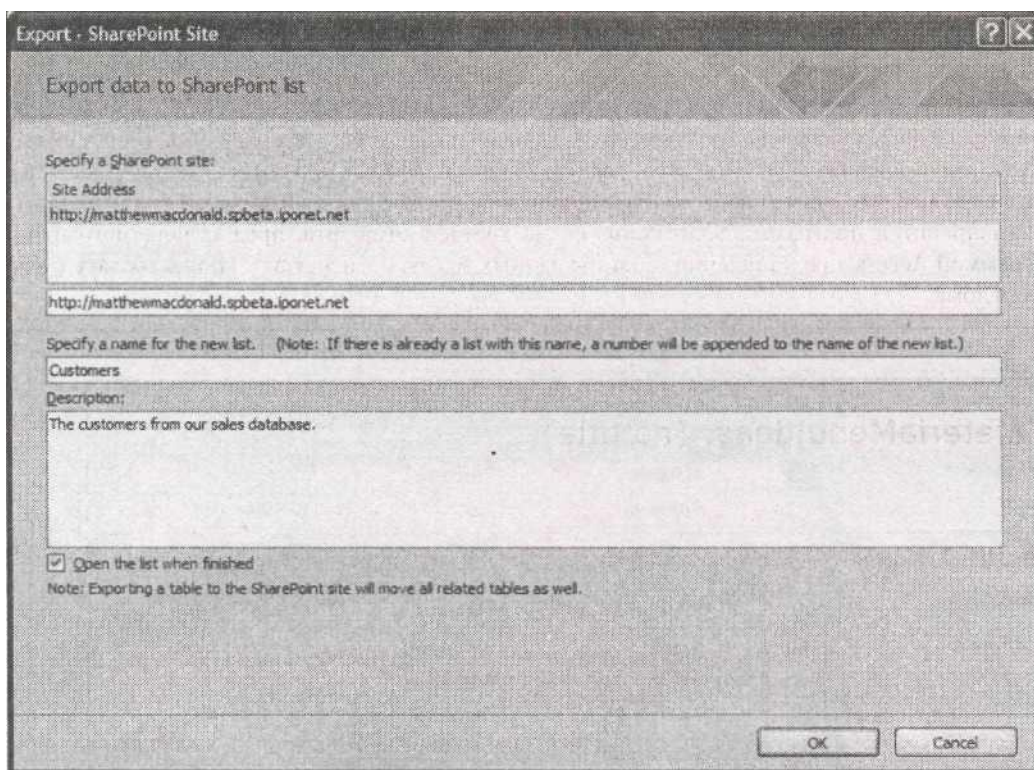 Export - SharePoint Site
Export data to SharePoint list
Specify a SharePoint site:
Site Address
http://matthewmacdonald.spbeta.iponet.net
http://matthewmacdonald.spbeta.iponet.net
Specify a name for the new list. (Note: If there is already a list with this name, a number will be appended to the name of the new list.)
Customers
Description:
The customers from our sales database.
Open the list when finished
Note: Exporting a table to the SharePoint site will move all related tables as well.
OK Cancel